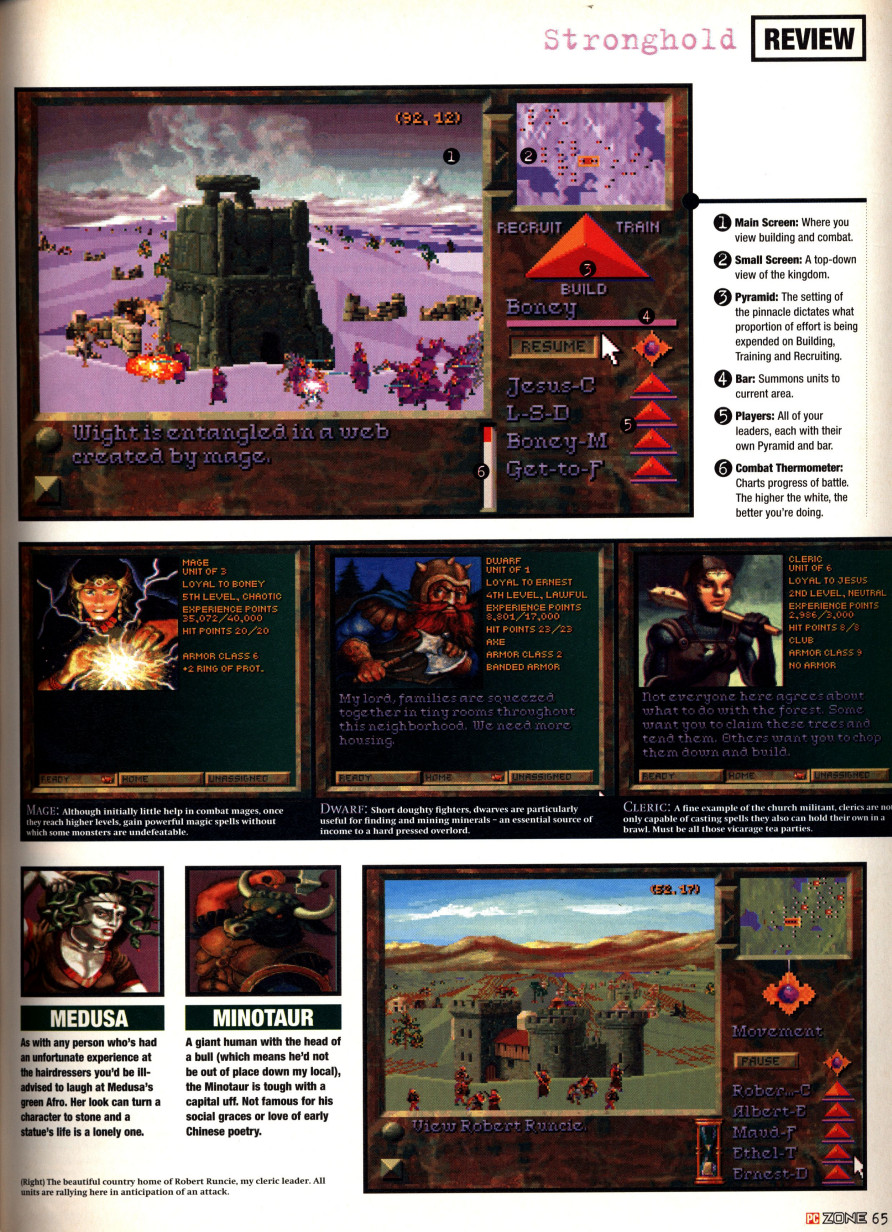 Stronghold REVIEW
(92,12)
1
2
RECRUIT TRAIN
3
BUILD
Boney
4
RESUME
Jesus-C
L-S-D
5
Boney-M
Get-to-F
6
Wight is entangled in a web
created by mage.
1 Main Screen: Where you
view building and combat.
2 Small Screen: A top-down
view of the kingdom.
3 Pyramid: The setting of
the pinnacle dictates what
proportion of effort is being
expended on Building,
Training and Recruiting.
4 Bar: Summons units to
current area.
5 Players: All of your
leaders, each with their
own Pyramid and bar.
6 Combat Thermometer:
Charts progress of battle.
The higher the white, the
better you're doing.
MAGE
UNIT OF 3
LOYAL TO BONEY
5TH LEVEL, CHAOTIC
EXPERIENCE POINTS
35,072/40,000
HIT POINTS 20/20
ARMOR CLASS 6
+2 RING OF PROT.
READY HOME UNASSIGNED
DWARF
UNIT OF 1
LOYAL TO ERNEST
4TH LEVEL, LAWFUL
EXPERIENCE POINTS
8,801/17,000
HIT POINTS 23/23
AXE
ARMOR CLASS 2
BANDED ARMOR
My lord, families are squeezed
together in tiny rooms throughout
this neighborhood. We need more
housing.
READY HOME UNASSIGNED
CLERIC
UNIT OF 6
LOYAL TO JESUS
2ND LEVEL, NEUTRAL
EXPERIENCE POINTS
2,986/3,000
HIT POINTS 8/8
CLUB
ARMOR CLASS 9
NO ARMOR
Not everyone here agrees about
what to do with the forest. Some
want you to claim these trees and
tend them. Others want you to chop
them down and build.
READY HOME UNASSIGNED
MAGE: Although initially little help in combat mages, once
they reach higher levels, gain powerful magic spells without
which some monsters are undefeatable.
DWARF: Short doughty fighters, dwarves are particularly
useful for finding and mining minerals – an essential source of
income to a hard pressed overlord.
CLERIC: A fine example of the church militant, clerics are not
only capable of casting spells they also can hold their own in a
brawl. Must be all those vicarage tea parties.
MEDUSA
As with any person who's had
an unfortunate experience at
the hairdressers you'd be ill-
advised to laugh at Medusa's
green Afro. Her look can turn a
character to stone and a
statue's life is a lonely one.
MINOTAUR
A giant human with the head of
a bull (which means he'd not
be out of place down my local),
the Minotaur is tough with a
capital uff. Not famous for his
social graces or love of early
Chinese poetry.
(52,17)
Movement
PAUSE
Rober...-C
Albert-E
Maud-F
Ethel-T
Ernest-D
View Robert Runcie.
(Right) The beautiful country home of Robert Runcie, my cleric leader. All
units are rallying here in anticipation of an attack.
PC ZONE 65